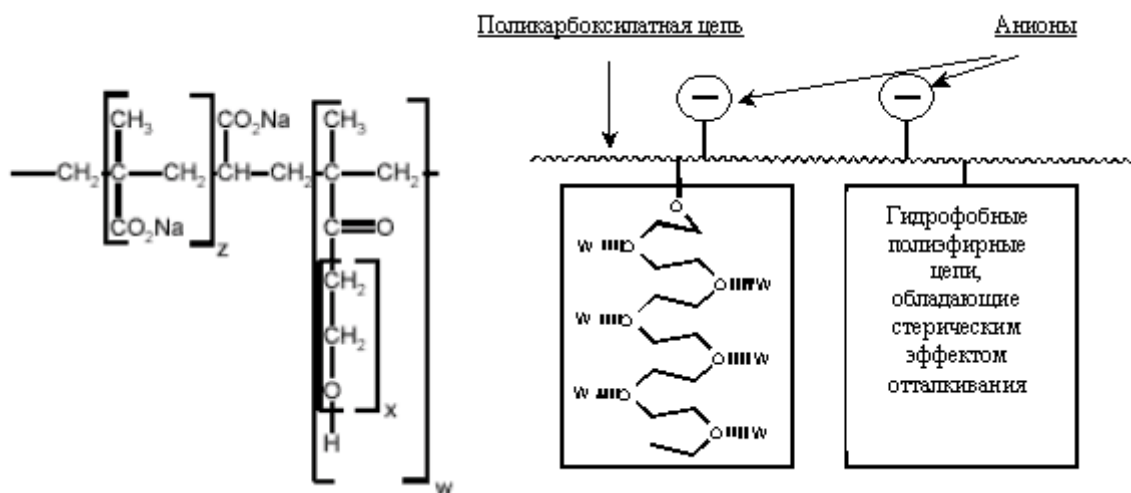 Поликарбоксилатная цепь
Анионы
CH3
CO2Na
CH3
CH2 C CH2 CH CH2 C CH2
CO2Na
z
C O
CH2
CH2
O
x
H
w
O
w O
O w
w O
O w
w O
O w
Гидрофобные
полиэфирные
цепи,
обладающие
стерическим
эффектом
отталкивания